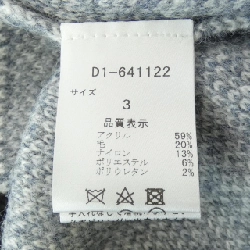 D1-641122
サイズ
3
品質表示
アクリル 59%
毛 20%
ナイロン 13%
ポリエステル 6%
ポリウレタン 2%